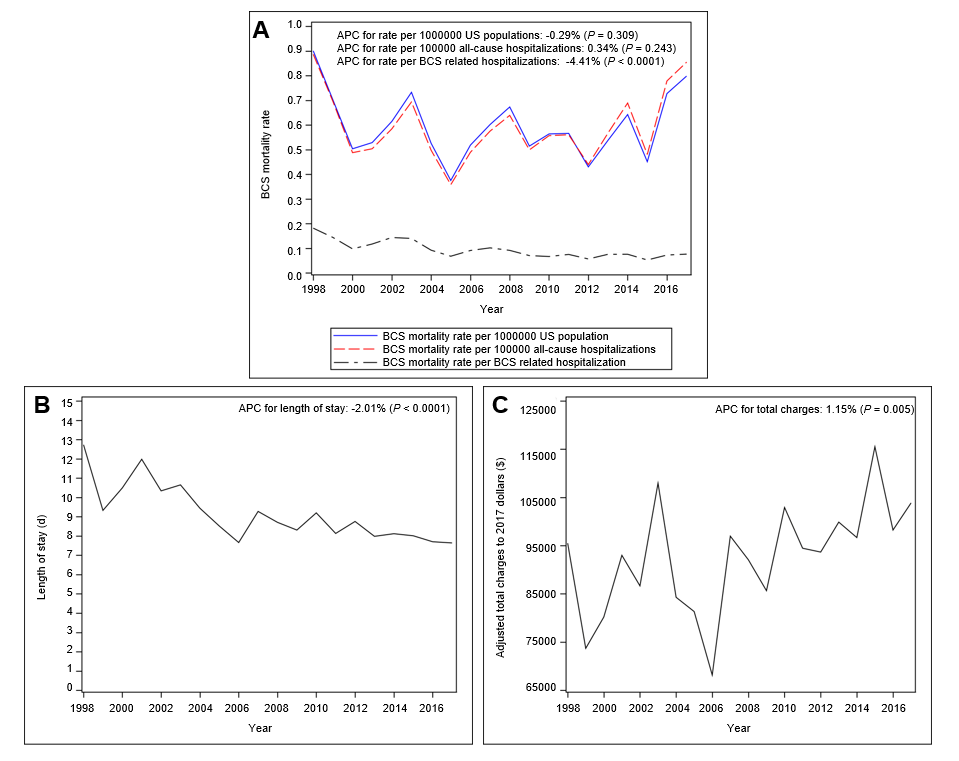 A
APC for rate per 1000000 US populations: -0.29% (P = 0.309)
APC for rate per 100000 all-cause hospitalizations: 0.34% (P = 0.243)
APC for rate per BCS related hospitalizations: -4.41% (P < 0.0001)
BCS mortality rate
1.0
0.9
0.8
0.7
0.6
0.5
0.4
0.3
0.2
0.1
0.0
1998 2000 2002 2004 2006 2008 2010 2012 2014 2016
Year
BCS mortality rate per 1000000 US population
BCS mortality rate per 100000 all-cause hospitalizations
BCS mortality rate per BCS related hospitalization
B
APC for length of stay: -2.01% (P < 0.0001)
Length of stay (d)
15
14
13
12
11
10
9
8
7
6
5
4
3
2
1
0
1998 2000 2002 2004 2006 2008 2010 2012 2014 2016
Year
C
APC for total charges: 1.15% (P = 0.005)
Adjusted total charges to 2017 dollars ($)
125000
115000
105000
95000
85000
75000
65000
1998 2000 2002 2004 2006 2008 2010 2012 2014 2016
Year